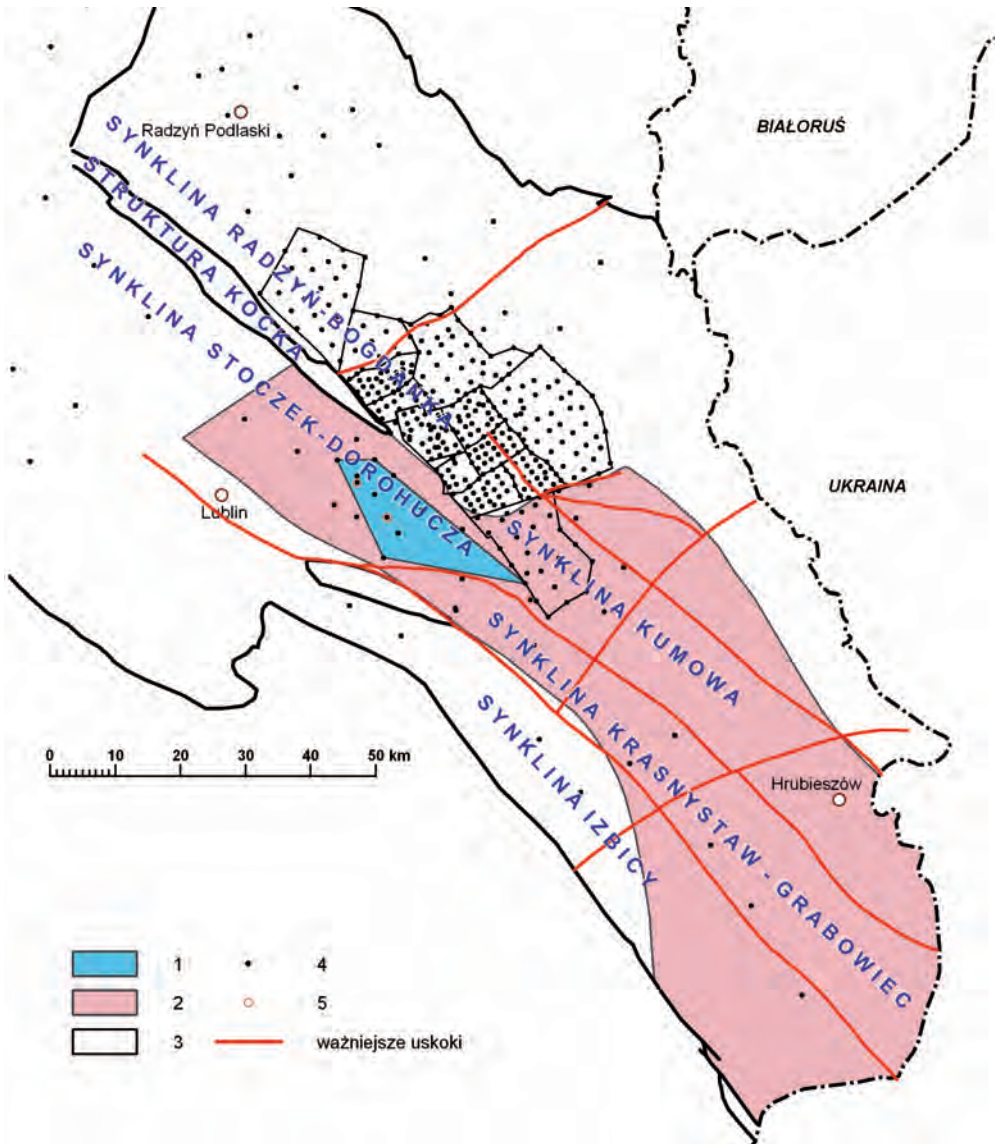 Radzyń Podlaski
BIAŁORUŚ
SYNKLINA RADZYŃ-BOGDANKA
STRUKTURA KOCKA
SYNKLINA STOCZEK-DOROHUCZA
UKRAINA
Lublin
SYNKLINA KUMOWA
SYNKLINA KRASNYSTAW - GRABOWIEC
SYNKLINA IZBICY
0 10 20 30 40 50 km
Hrubieszów
1 4
2 5
3 ważniejsze uskoki